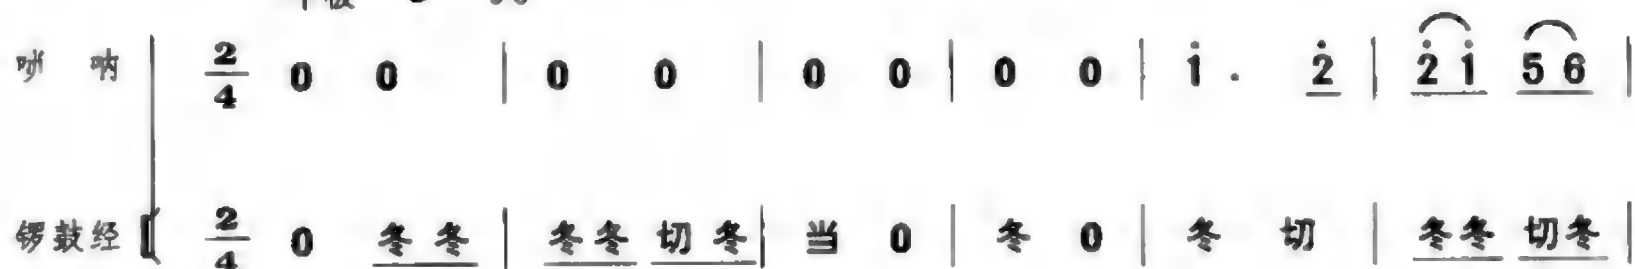 唢 呐 2/4 0 0 | 0 0 | 0 0 | 0 0 | i̇ . 2̇ | 2̇ i̇ 5 6 |
锣鼓经 2/4 0 冬冬 | 冬冬 切冬 | 当 0 | 冬 0 | 冬 切 | 冬冬 切冬 |